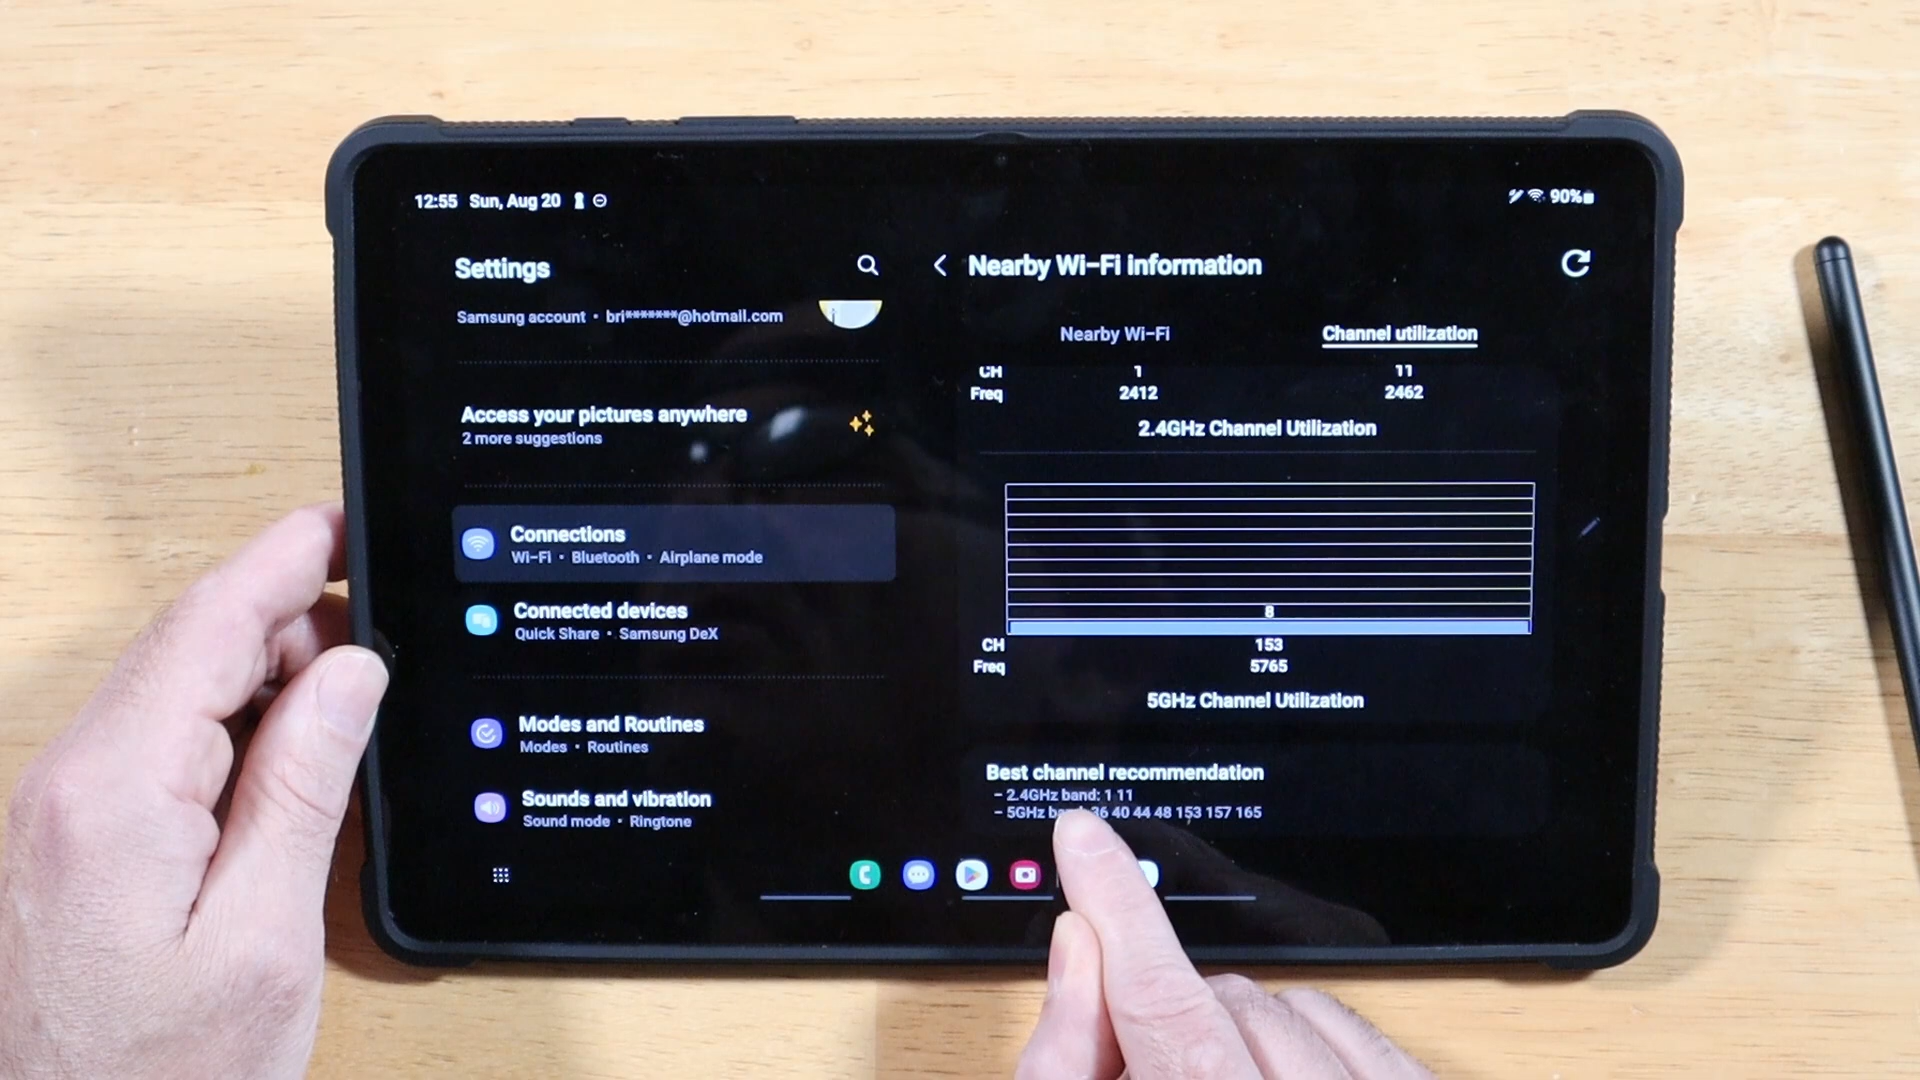 12:55 Sun, Aug 20
90%
Settings
Samsung account • bri*******@hotmail.com
Access your pictures anywhere
2 more suggestions
Connections
Wi-Fi • Bluetooth • Airplane mode
Connected devices
Quick Share • Samsung DeX
Modes and Routines
Modes • Routines
Sounds and vibration
Sound mode • Ringtone
Nearby Wi-Fi information
Nearby Wi-Fi Channel utilization
CH 1 11
Freq 2412 2462
2.4GHz Channel Utilization
8
CH 153
Freq 5765
5GHz Channel Utilization
Best channel recommendation
- 2.4GHz band: 1 11
- 5GHz 36 40 44 48 153 157 165